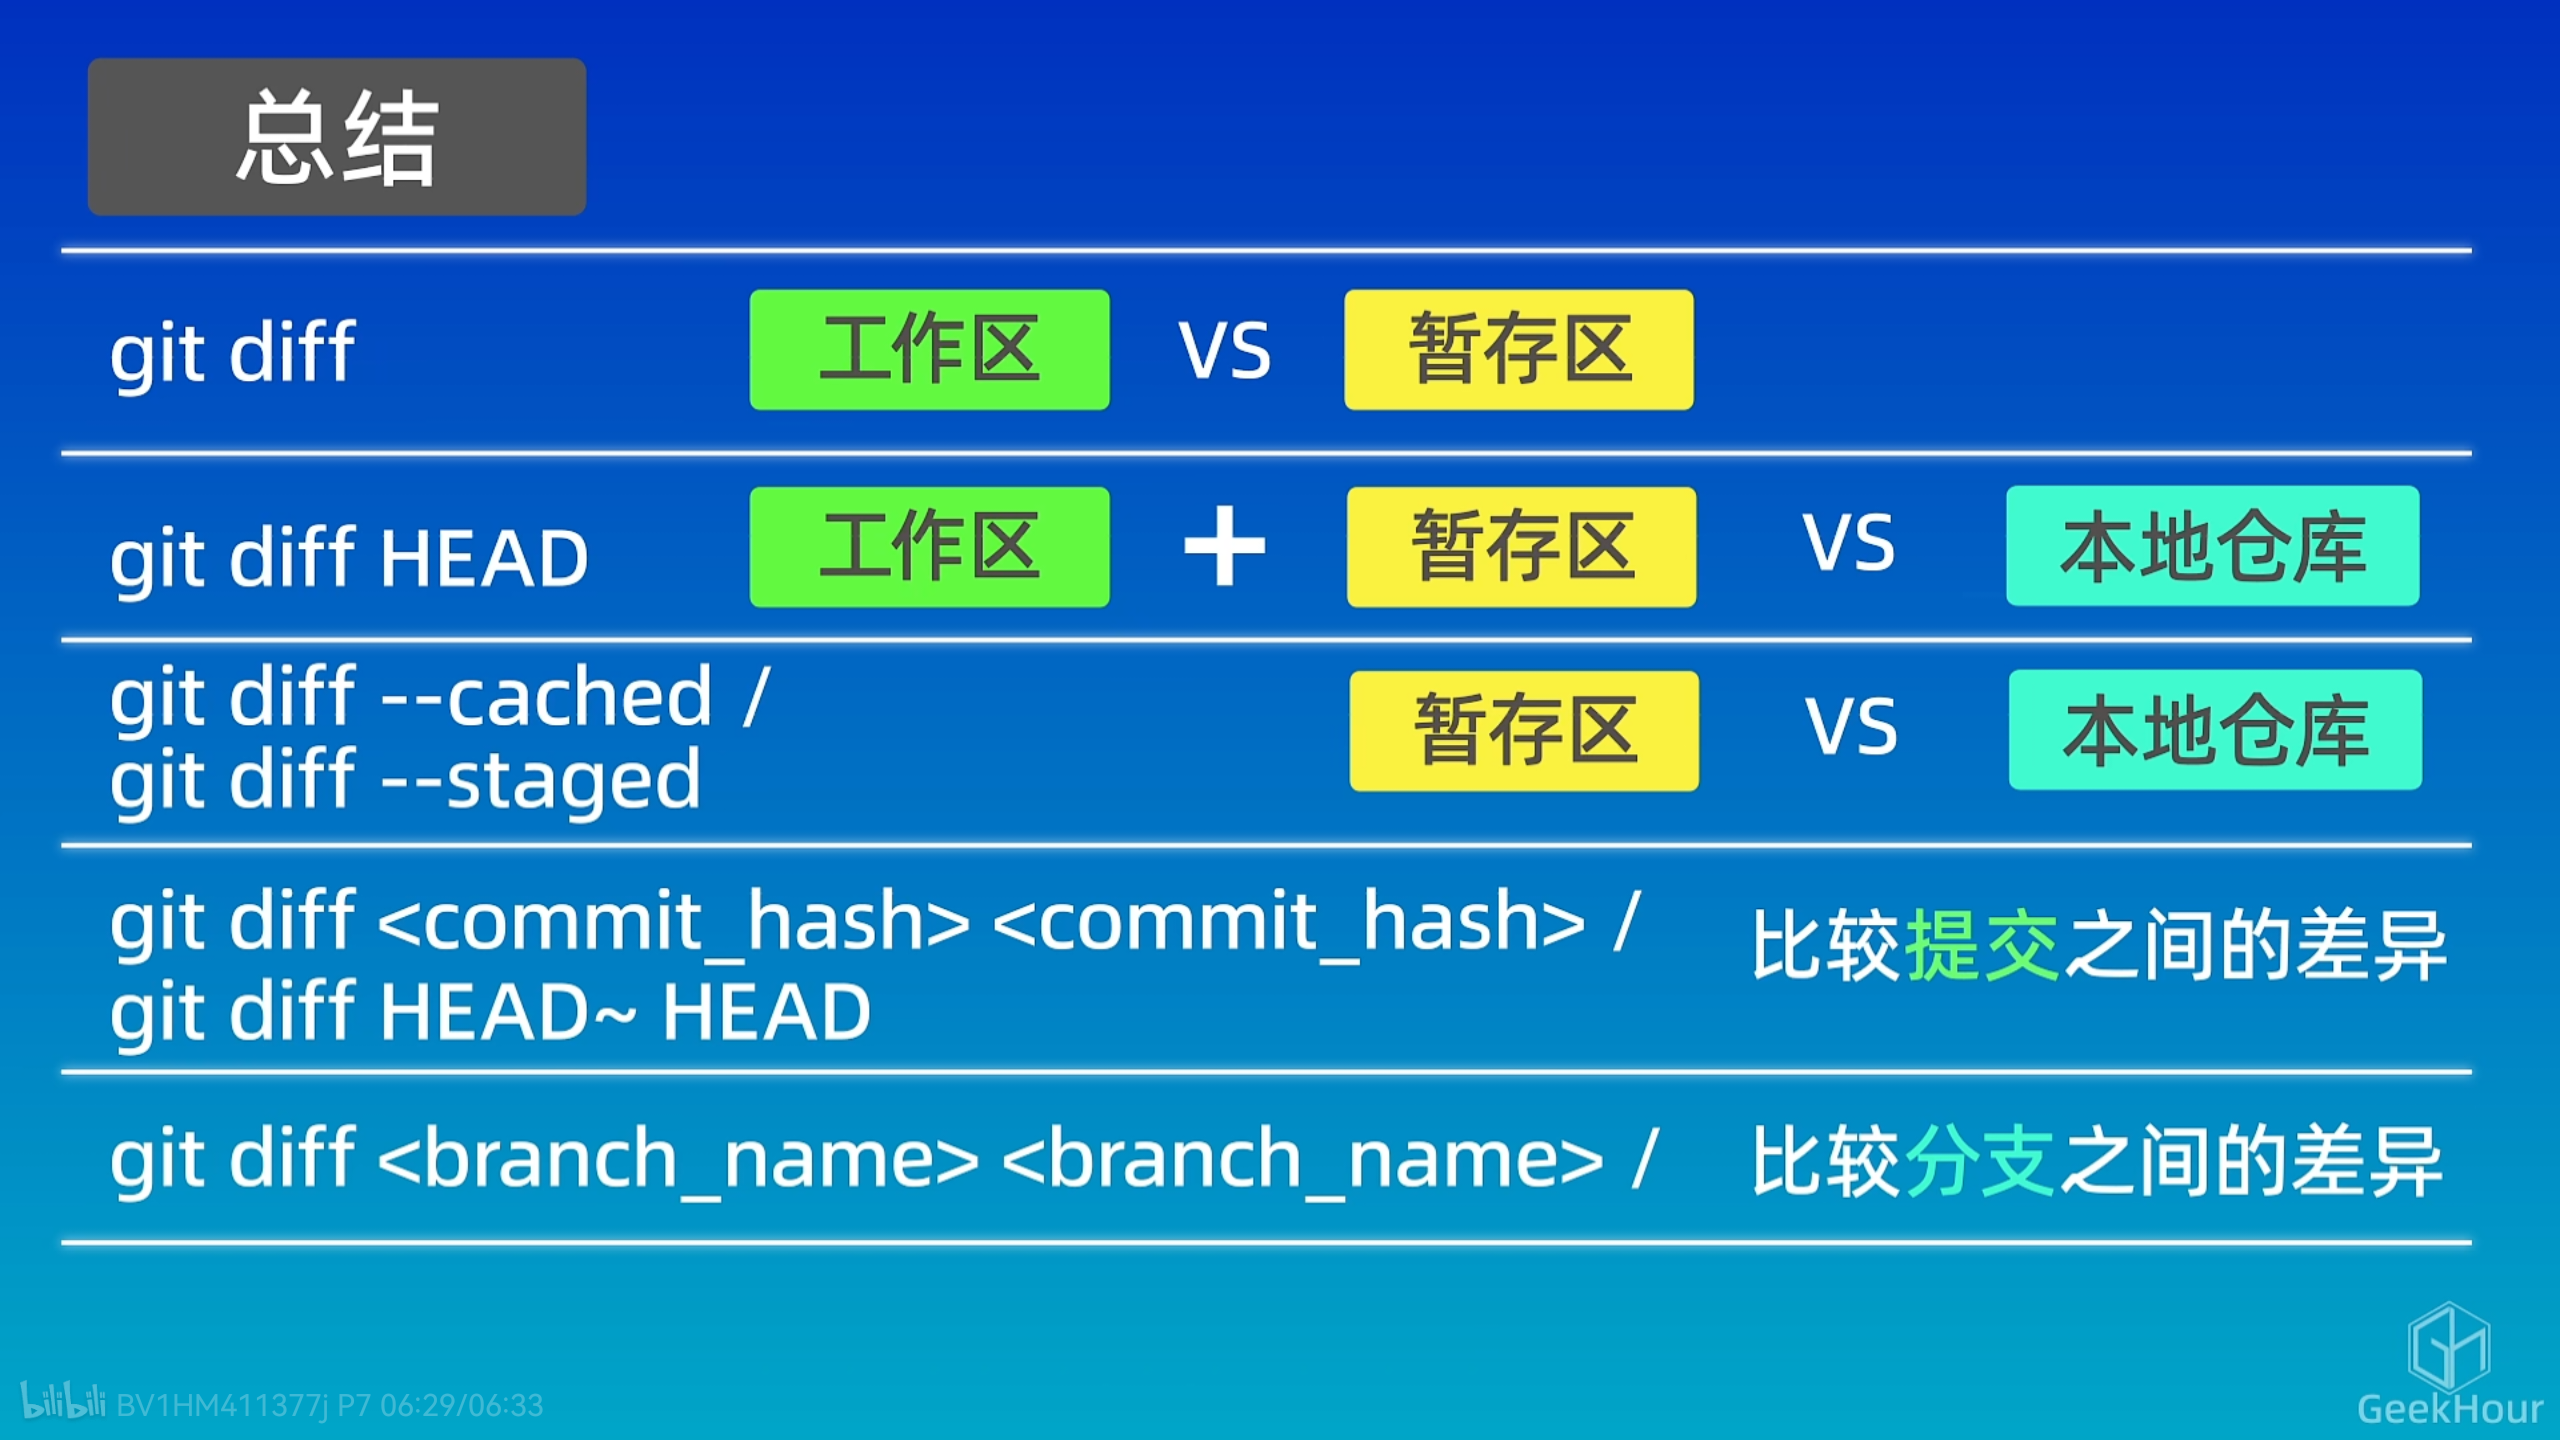 总结
git diff 工作区 VS 暂存区
git diff HEAD 工作区 + 暂存区 VS 本地仓库
git diff --cached / 暂存区 VS 本地仓库
git diff --staged
git diff <commit_hash> <commit_hash> / 比较提交之间的差异
git diff HEAD~ HEAD
git diff <branch_name> <branch_name> / 比较分支之间的差异
bilibili BV1HM411377j P7 06:29/06:33
GeekHour